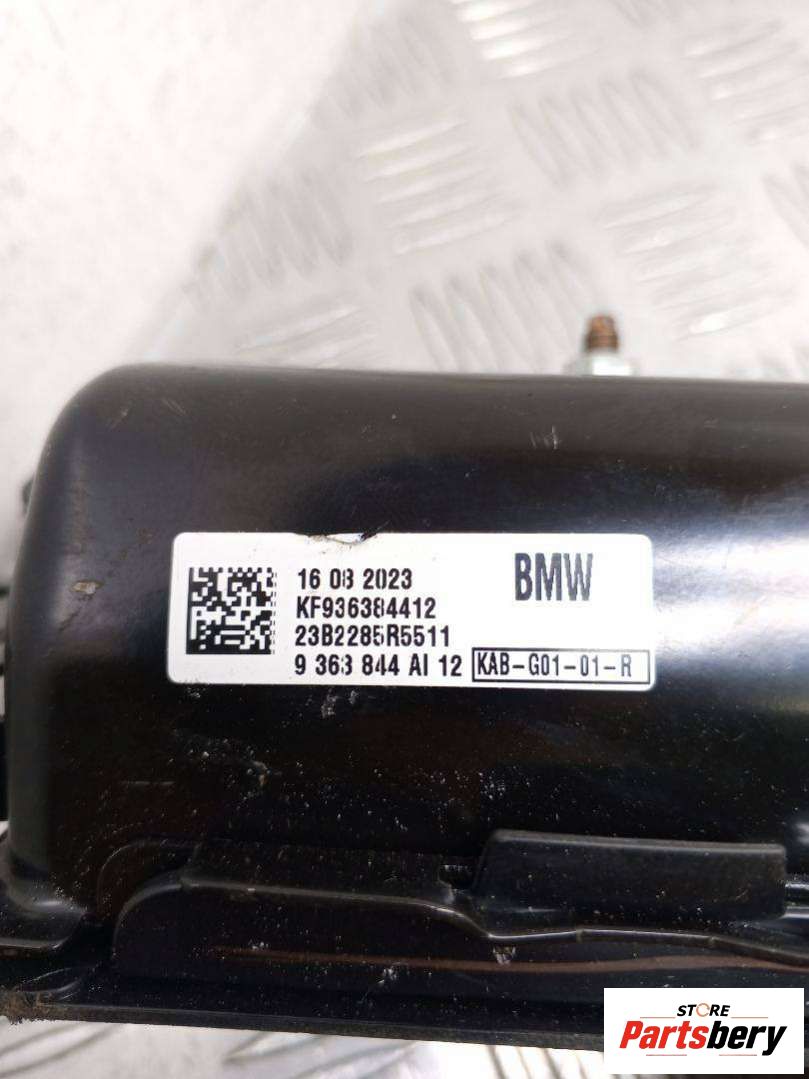 16 08 2023
BMW
KF936384412
23B2285R5511
9 363 844 AI 12 KAB-G01-01-R
STORE
Partsbery